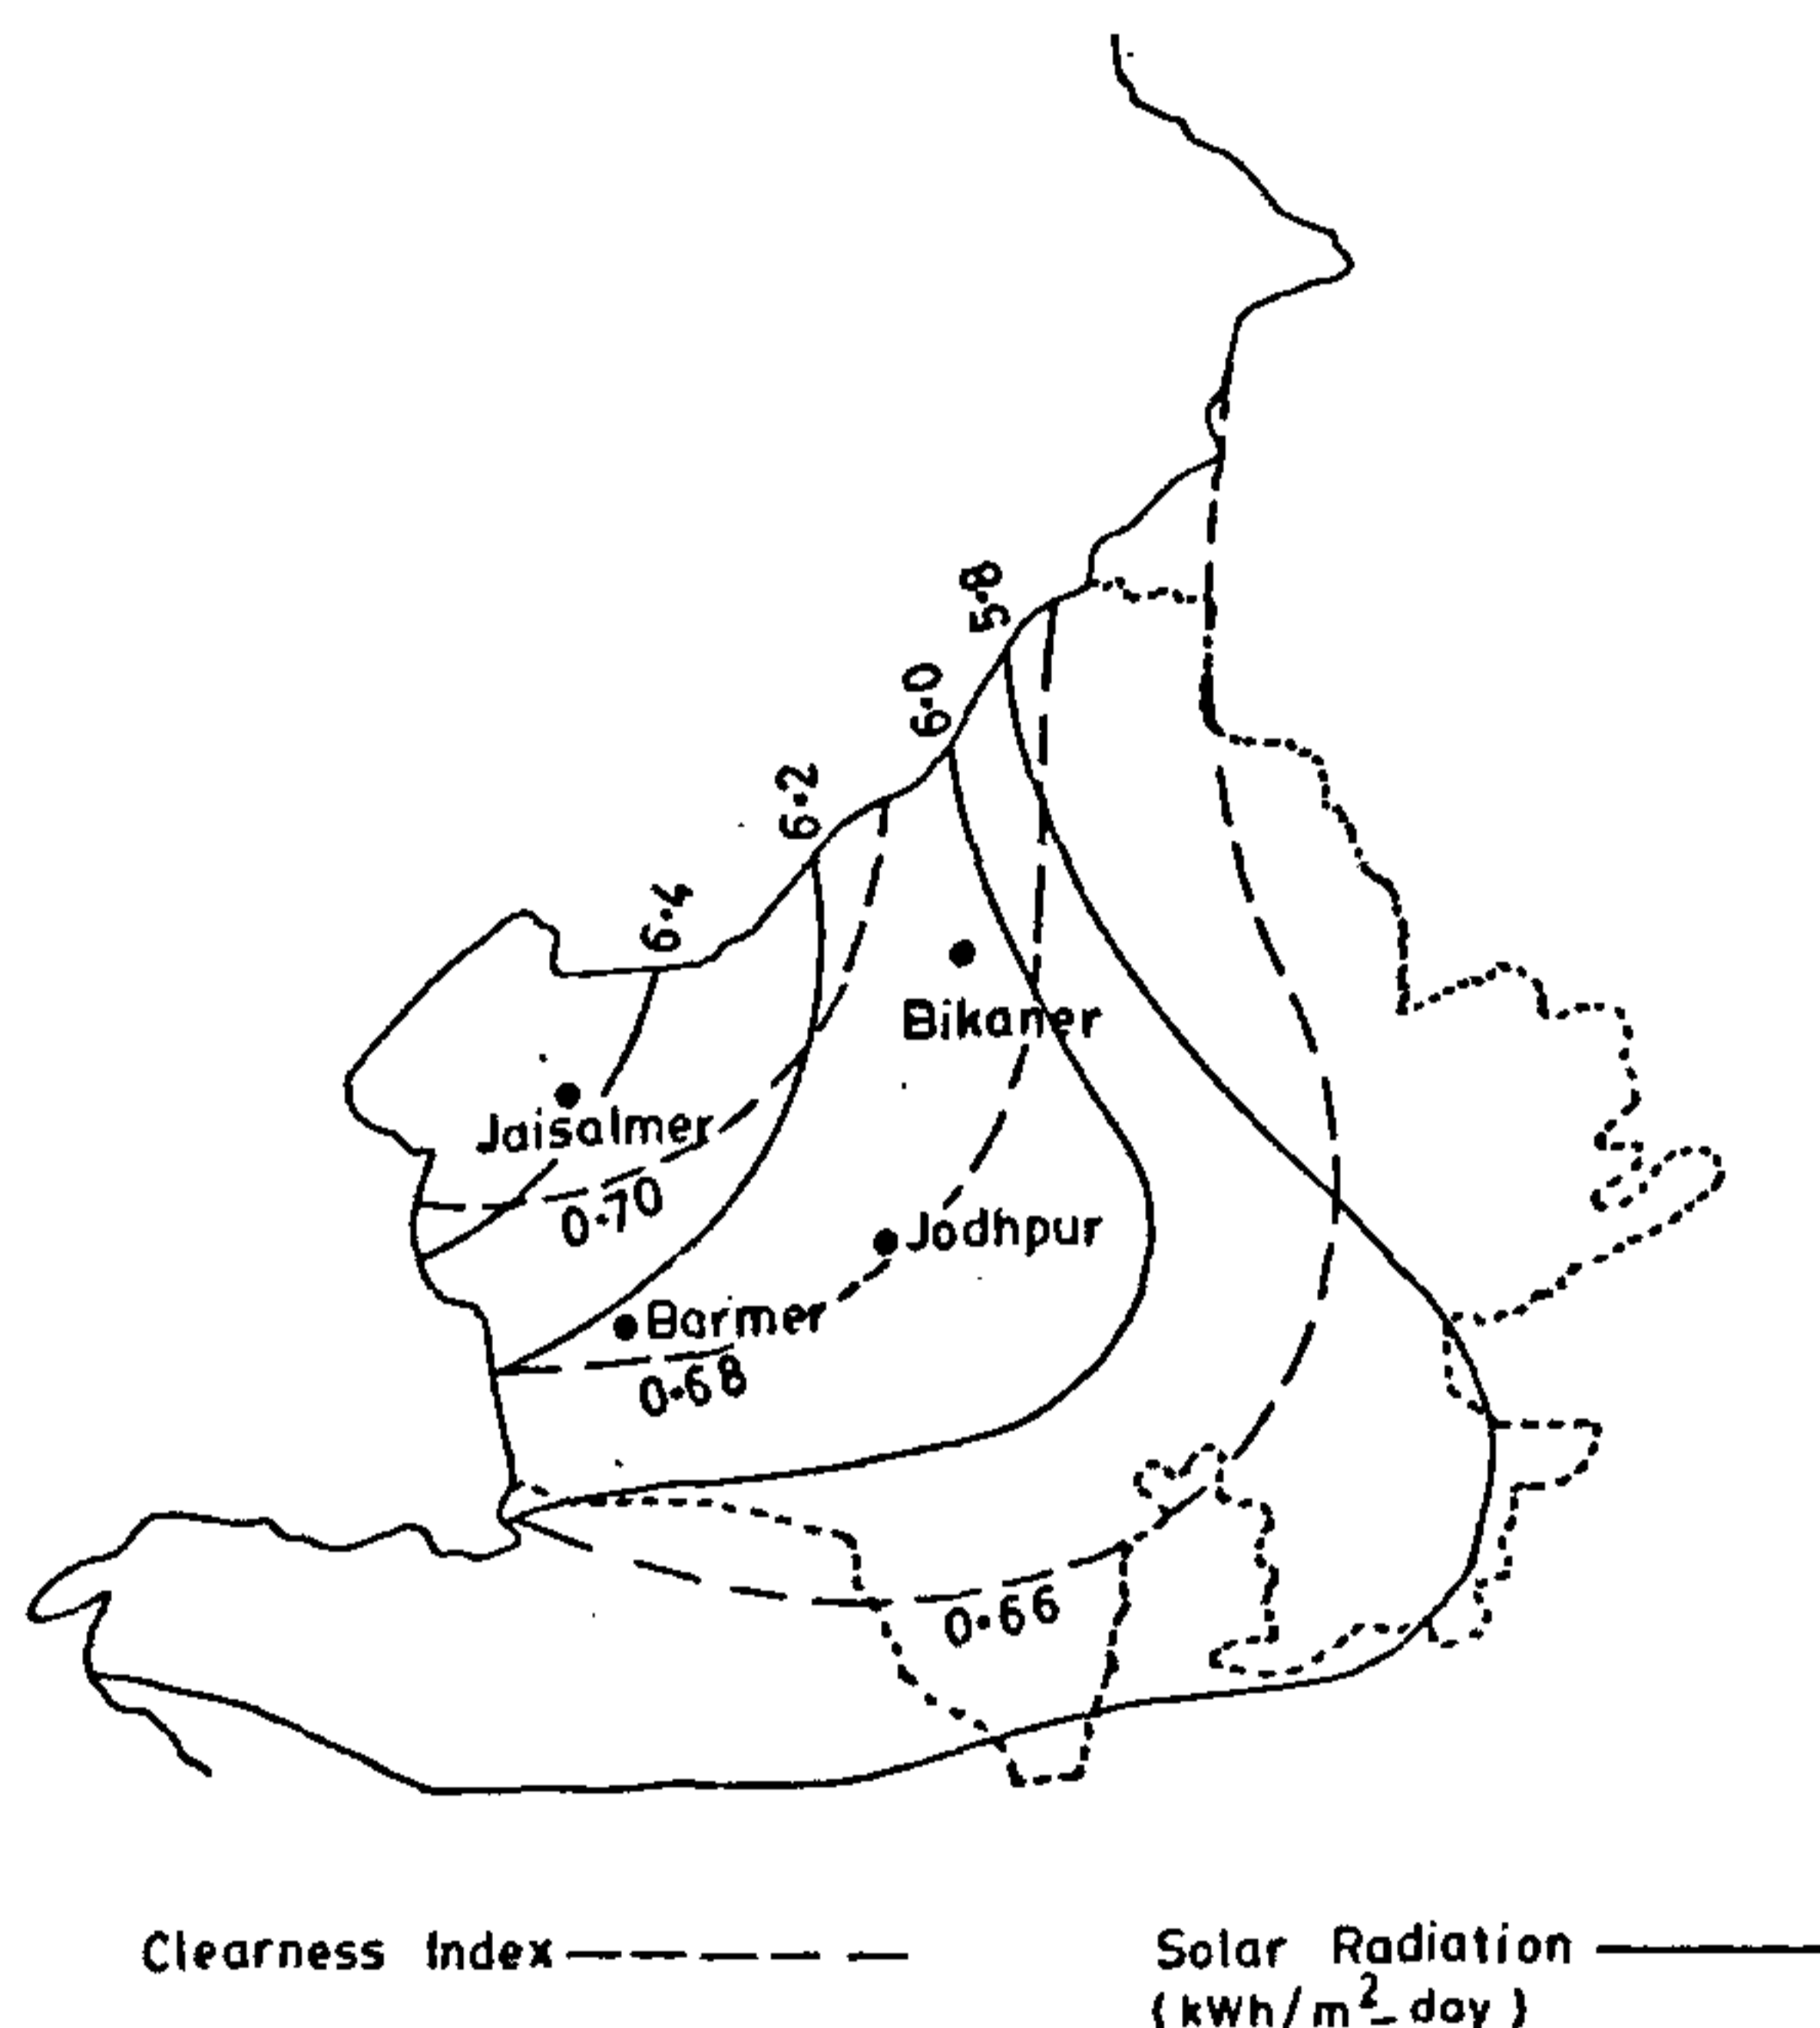 5.8
6.0
6.2
6.4
Bikaner
Jaisalmer
0.70
Jodhpur
Barmer
0.68
0.66
Clearness Index
Solar Radiation
(kWh/m² day)